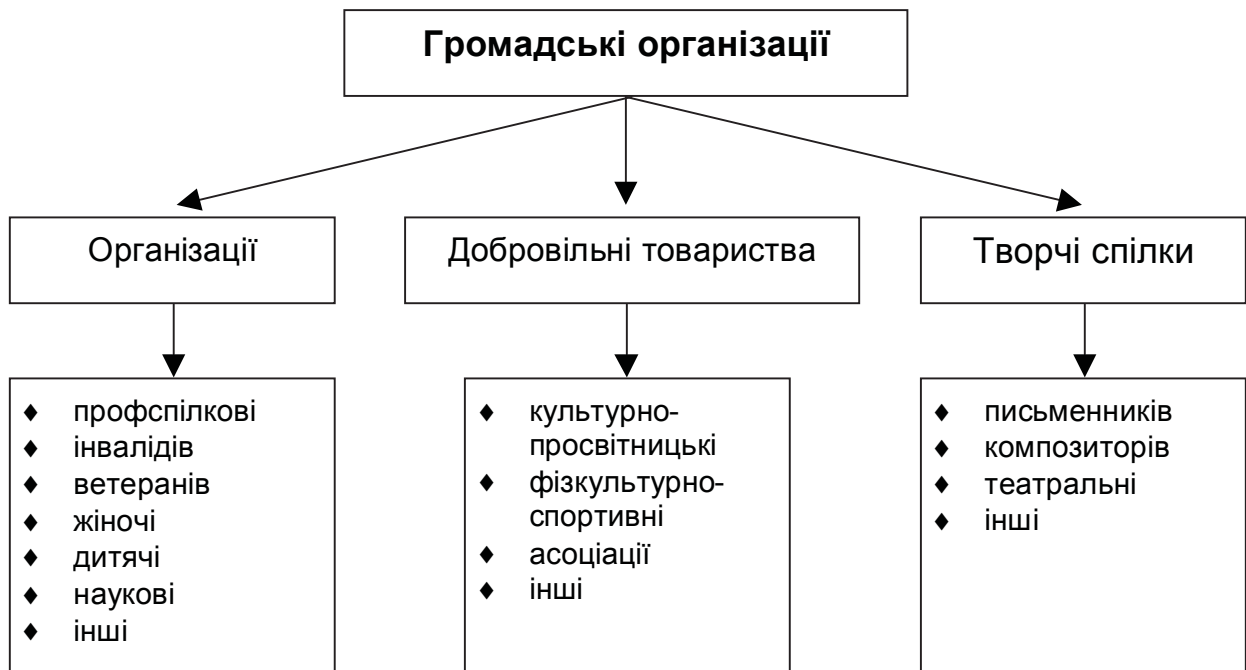 Громадські організації
Організації
Добровільні товариства
Творчі спілки
♦ профспілкові
♦ інвалідів
♦ ветеранів
♦ жіночі
♦ дитячі
♦ наукові
♦ інші
♦ культурно-
просвітницькі
♦ фізкультурно-
спортивні
♦ асоціації
♦ інші
♦ письменників
♦ композиторів
♦ театральні
♦ інші